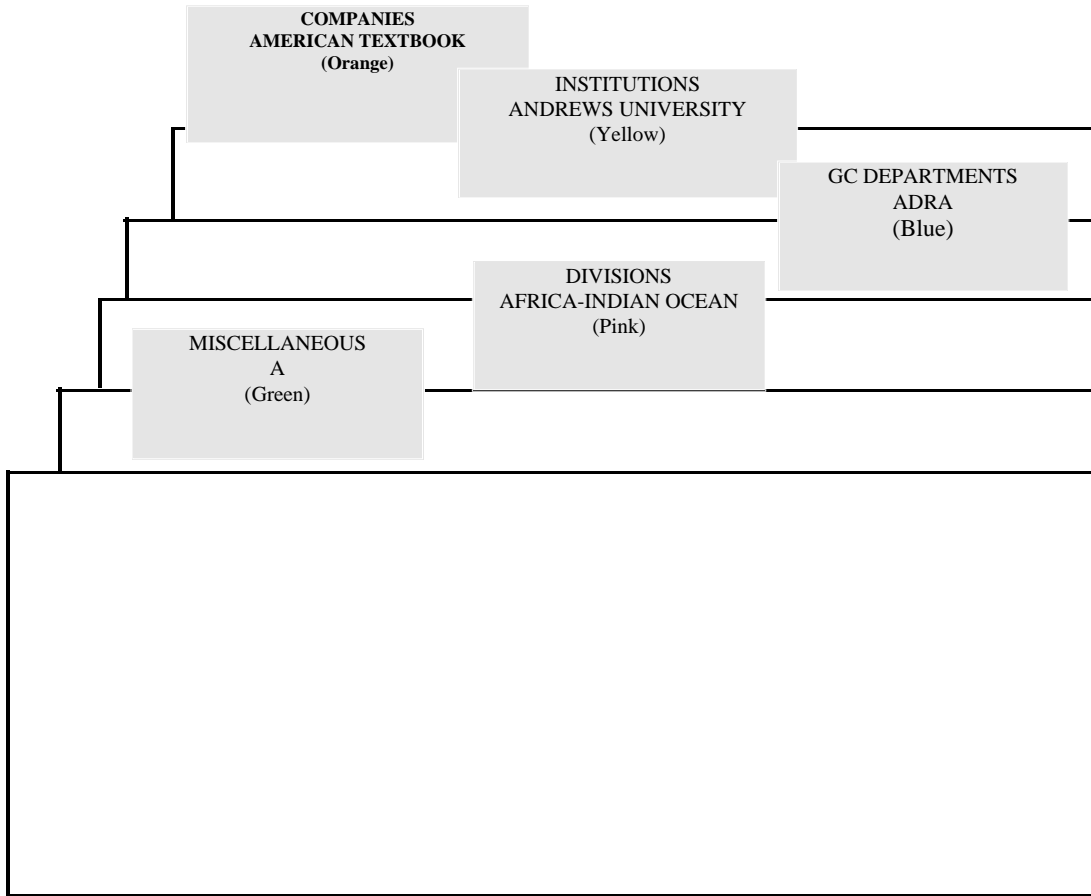 COMPANIES
AMERICAN TEXTBOOK
(Orange)
INSTITUTIONS
ANDREWS UNIVERSITY
(Yellow)
GC DEPARTMENTS
ADRA
(Blue)
DIVISIONS
AFRICA-INDIAN OCEAN
(Pink)
MISCELLANEOUS
A
(Green)